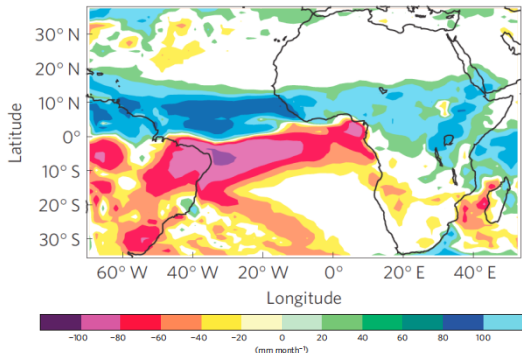 30° N
20° N
10° N
0°
10° S
20° S
30° S
Latitude
60° W
40° W
20° W
0°
20° E
40° E
Longitude
−100
−80
−60
−40
−20
0
20
40
60
80
100
(mm month⁻¹)